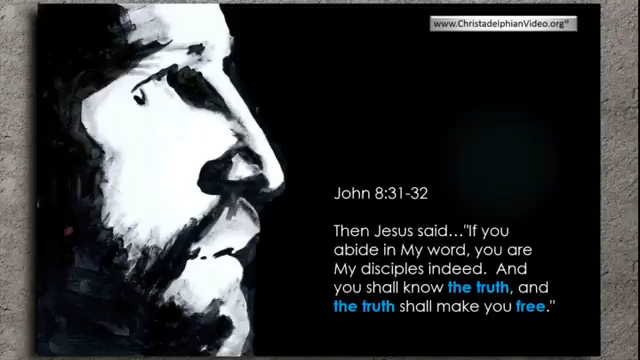 www.ChristadelphianVideo.org®
John 8:31-32
Then Jesus said…"If you
abide in My word, you are
My disciples indeed. And
you shall know the truth, and
the truth shall make you free."